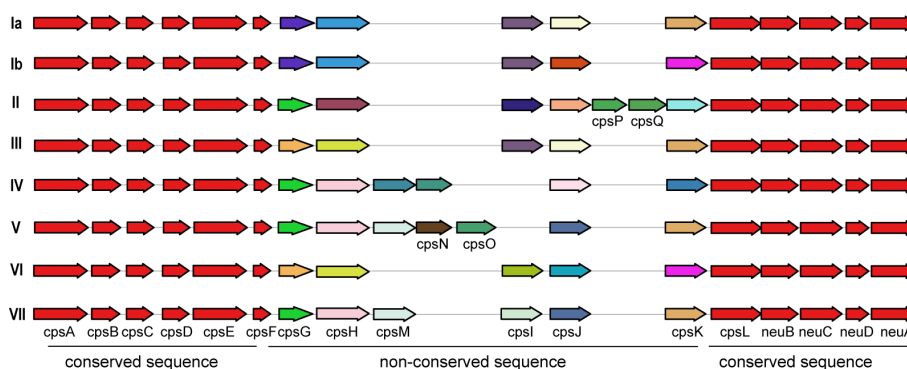 Ia
Ib
II
cpsP cpsQ
III
IV
V
cpsN cpsO
VI
VII
cpsA cpsB cpsC cpsD cpsE cpsF cpsG cpsH cpsM cpsI cpsJ cpsK cpsL neuB neuC neuD neuA
conserved sequence non-conserved sequence conserved sequence